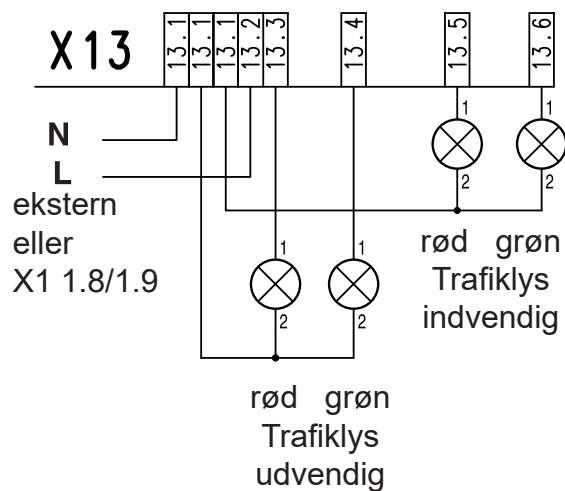 X13 13.1 13.1 13.1 13.2 13.3 13.4 13.5 13.6
1 1
N
L
2 2
ekstern
eller
X1 1.8/1.9
rød grøn
Trafiklys
indvendig
1 1
2 2
rød grøn
Trafiklys
udvendig